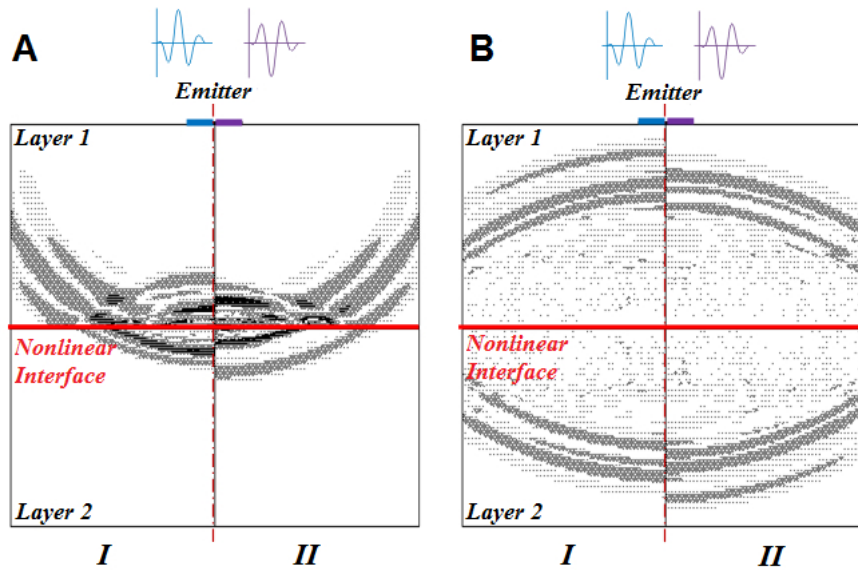 A
B
Emitter
Emitter
Layer 1
Layer 1
Nonlinear
Interface
Nonlinear
Interface
Layer 2
Layer 2
I
II
I
II